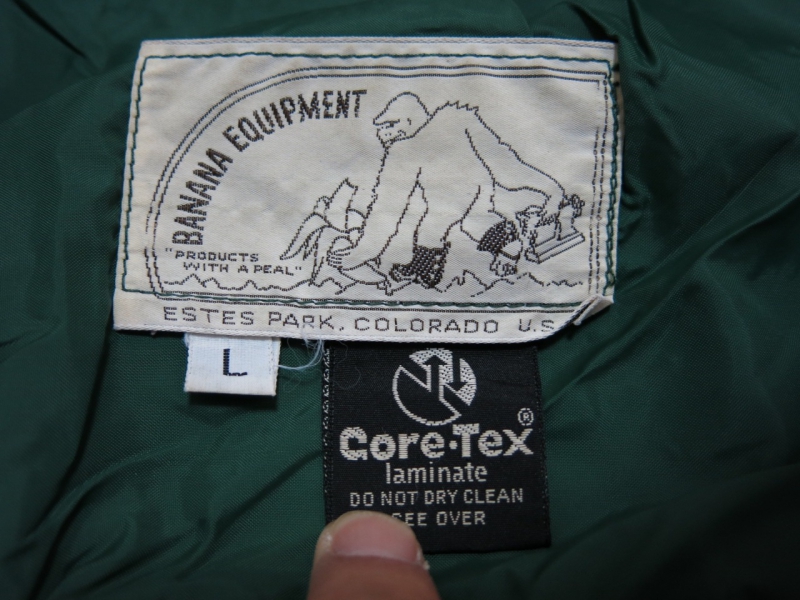 BANANA EQUIPMENT
"PRODUCTS
WITH A PEAL"
ESTES PARK, COLORADO U.S.
L
Gore-Tex®
laminate
DO NOT DRY CLEAN
SEE OVER